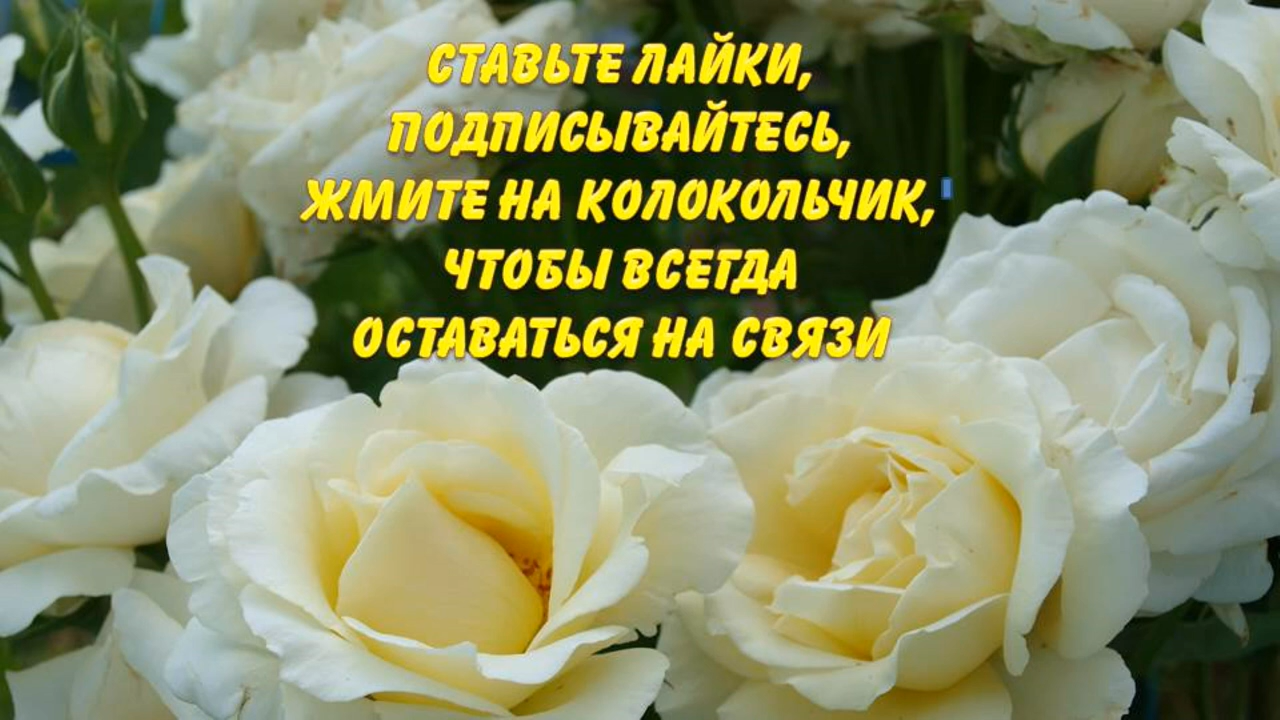 СТАВЬТЕ ЛАЙКИ,
ПОДПИСЫВАЙТЕСЬ,
ЖМИТЕ НА КОЛОКОЛЬЧИК,
ЧТОБЫ ВСЕГДА
ОСТАВАТЬСЯ НА СВЯЗИ